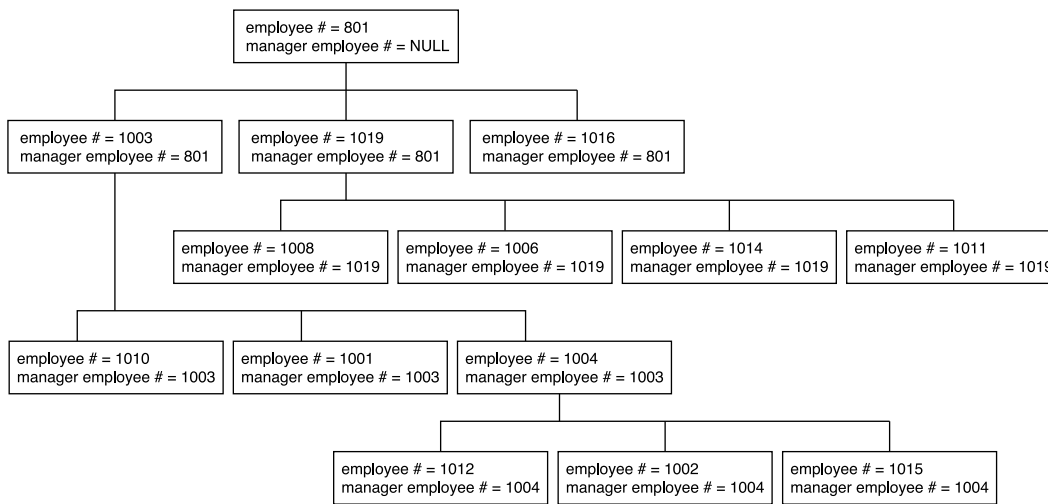 employee # = 801
manager employee # = NULL
employee # = 1003
manager employee # = 801
employee # = 1019
manager employee # = 801
employee # = 1016
manager employee # = 801
employee # = 1008
manager employee # = 1019
employee # = 1006
manager employee # = 1019
employee # = 1014
manager employee # = 1019
employee # = 1011
manager employee # = 1019
employee # = 1010
manager employee # = 1003
employee # = 1001
manager employee # = 1003
employee # = 1004
manager employee # = 1003
employee # = 1012
manager employee # = 1004
employee # = 1002
manager employee # = 1004
employee # = 1015
manager employee # = 1004